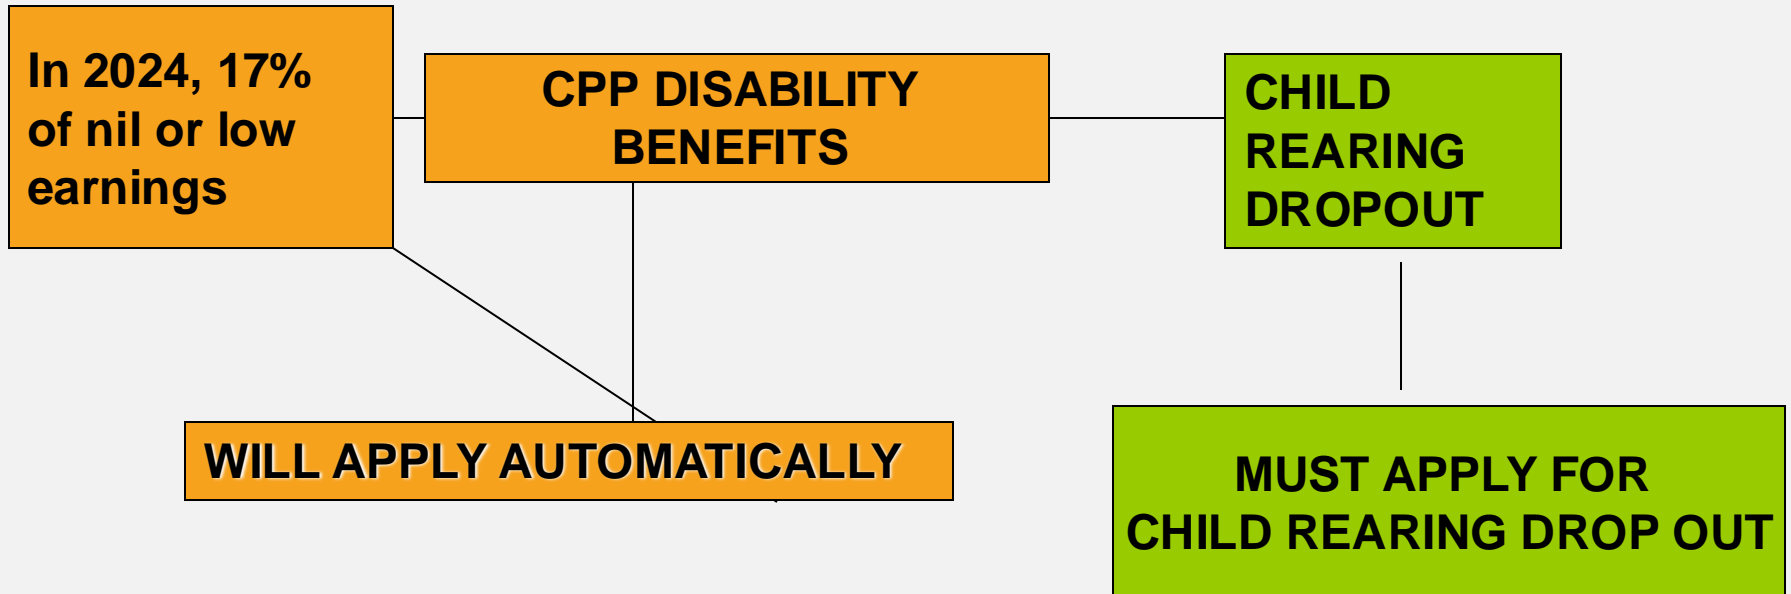 In 2024, 17%
of nil or low
earnings
CPP DISABILITY
BENEFITS
CHILD
REARING
DROPOUT
WILL APPLY AUTOMATICALLY
MUST APPLY FOR
CHILD REARING DROP OUT